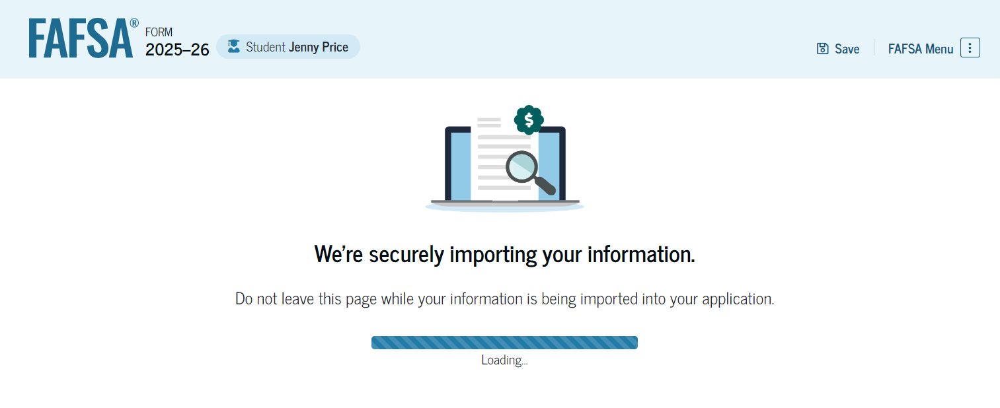 FAFSA®
FORM
2025–26
Student Jenny Price
Save
FAFSA Menu
$
We're securely importing your information.
Do not leave this page while your information is being imported into your application.
Loading...